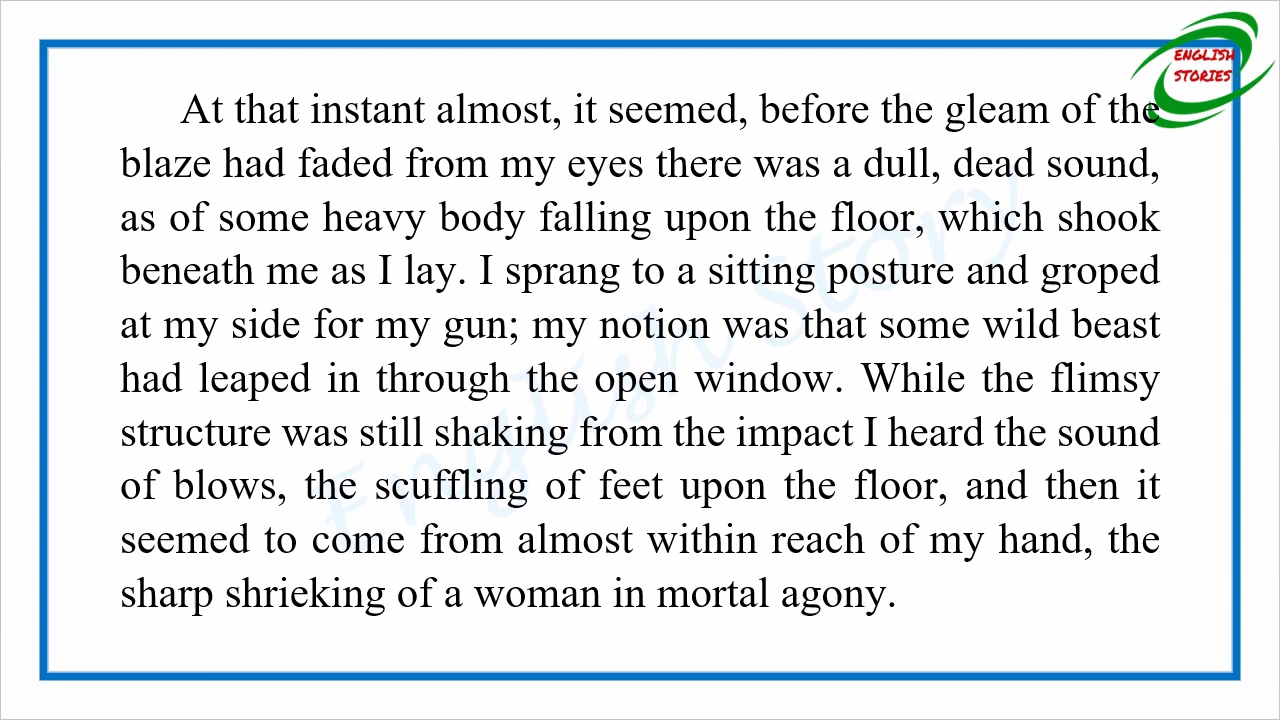 ENGLISH
STORIES
At that instant almost, it seemed, before the gleam of the
blaze had faded from my eyes there was a dull, dead sound,
as of some heavy body falling upon the floor, which shook
beneath me as I lay. I sprang to a sitting posture and groped
at my side for my gun; my notion was that some wild beast
had leaped in through the open window. While the flimsy
structure was still shaking from the impact I heard the sound
of blows, the scuffling of feet upon the floor, and then it
seemed to come from almost within reach of my hand, the
sharp shrieking of a woman in mortal agony.
English Story